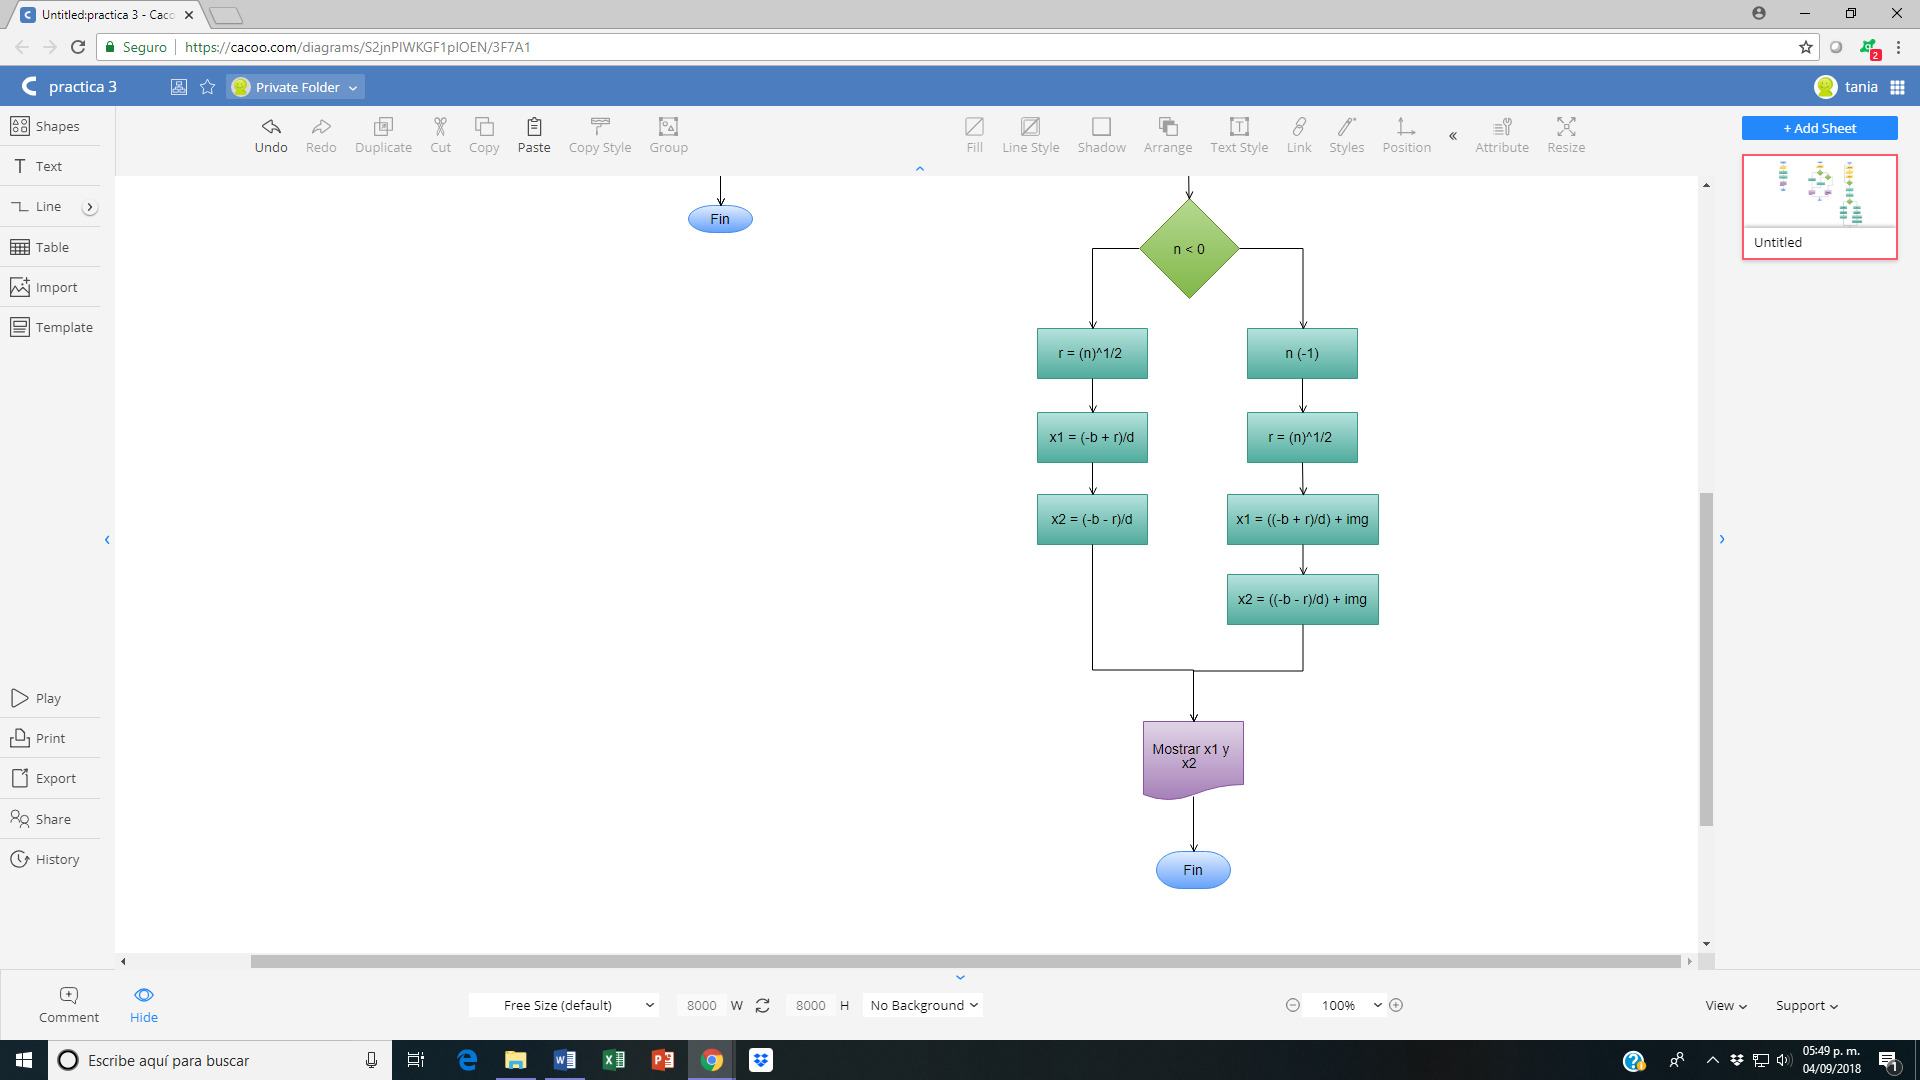 Untitled:practica 3 - Caco
Seguro
https://cacoo.com/diagrams/S2jnPlWKGF1pIOEN/3F7A1
2
practica 3
Private Folder
tania
Shapes
Text
Line
Table
Import
Template
Play
Print
Export
Share
History
Undo
Redo
Duplicate
Cut
Copy
Paste
Copy Style
Group
Fill
Line Style
Shadow
Arrange
Text Style
Link
Styles
Position
Attribute
Resize
+ Add Sheet
Untitled
Fin
n < 0
r = (n)^1/2
n (-1)
x1 = (-b + r)/d
r = (n)^1/2
x2 = (-b - r)/d
x1 = ((-b + r)/d) + img
x2 = ((-b - r)/d) + img
Mostrar x1 y
x2
Fin
Comment
Hide
Free Size (default)
8000 W
8000 H
No Background
100%
View
Support
Escribe aquí para buscar
05:49 p. m.
04/09/2018
1